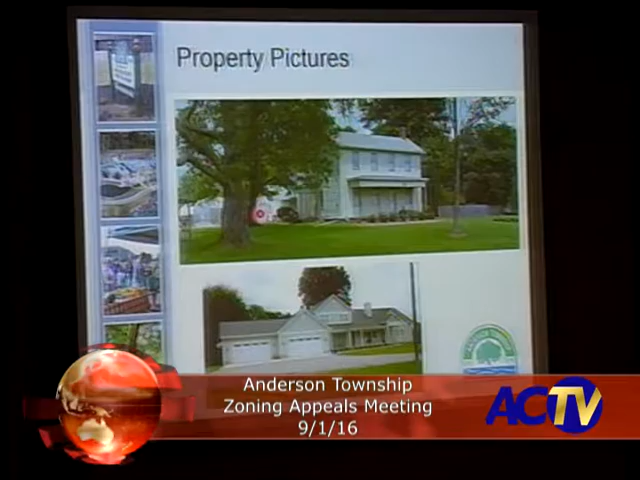 Property Pictures
Anderson Township
Zoning Appeals Meeting
9/1/16
ACTV